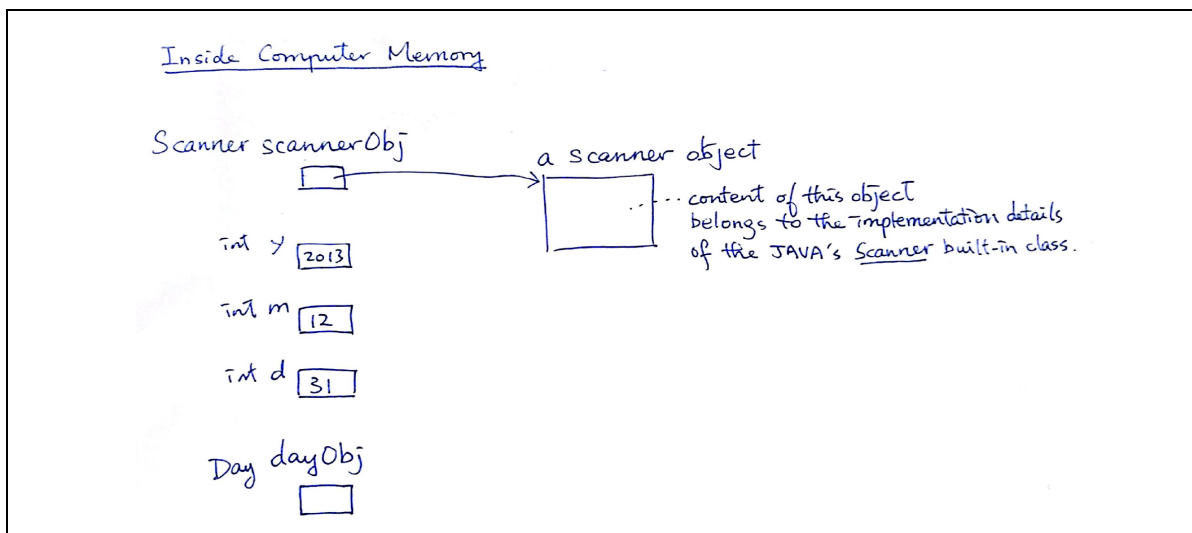 Inside Computer Memory
Scanner scannerObj
a scanner object
... content of this object
belongs to the implementation details
of the JAVA's Scanner built-in class.
int y 2013
int m 12
int d 31
Day dayObj